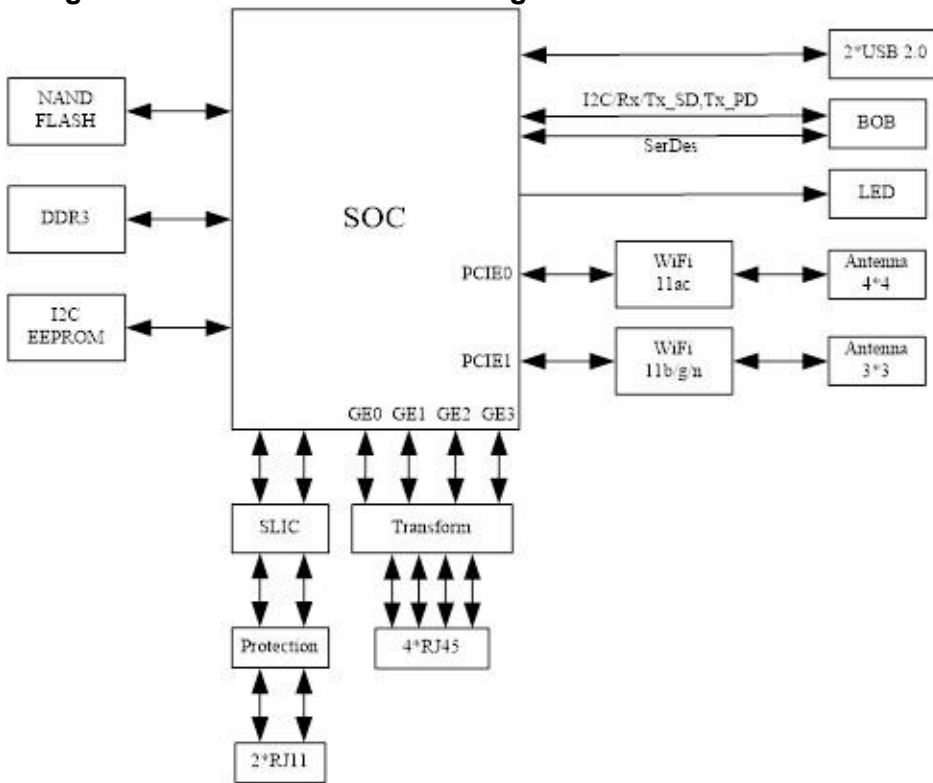 2*USB 2.0
NAND
FLASH
I2C/Rx/Tx_SD,Tx_PD
BOB
SerDes
DDR3
SOC
LED
PCIE0
WiFi
11ac
Antenna
4*4
I2C
EEPROM
PCIE1
WiFi
11b/g/n
Antenna
3*3
GE0 GE1 GE2 GE3
SLIC
Transform
Protection
4*RJ45
2*RJ11